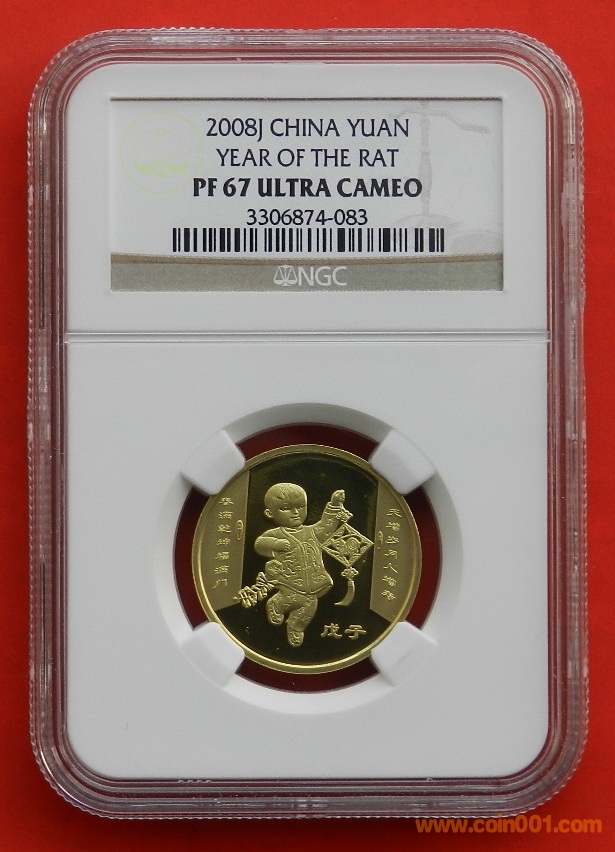 2008J CHINA YUAN
YEAR OF THE RAT
PF 67 ULTRA CAMEO
3306874-083
NGC
春满乾坤福满门
天增岁月人增寿
戊子
www.coin001.com